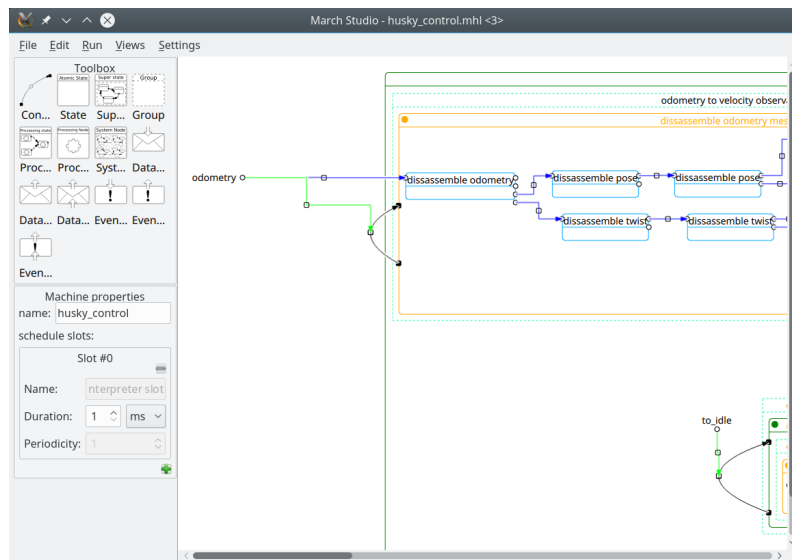 March Studio - husky_control.mhl <3>
File Edit Run Views Settings
Toolbox
Atomic State Super state Group
Con... State Sup... Group
Processing state Processing Node System Node
Proc... Proc... Syst... Data...
Data... Data... Even... Even...
Even...
Machine properties
name: husky_control
schedule slots:
Slot #0
Name: nterpreter slot
Duration: 1 ms
Periodicity: 1
odometry to velocity observa
dissassemble odometry mes
odometry
dissassemble odometry
dissassemble pose
dissassemble pose
dissassemble twist
dissassemble twist
to_idle